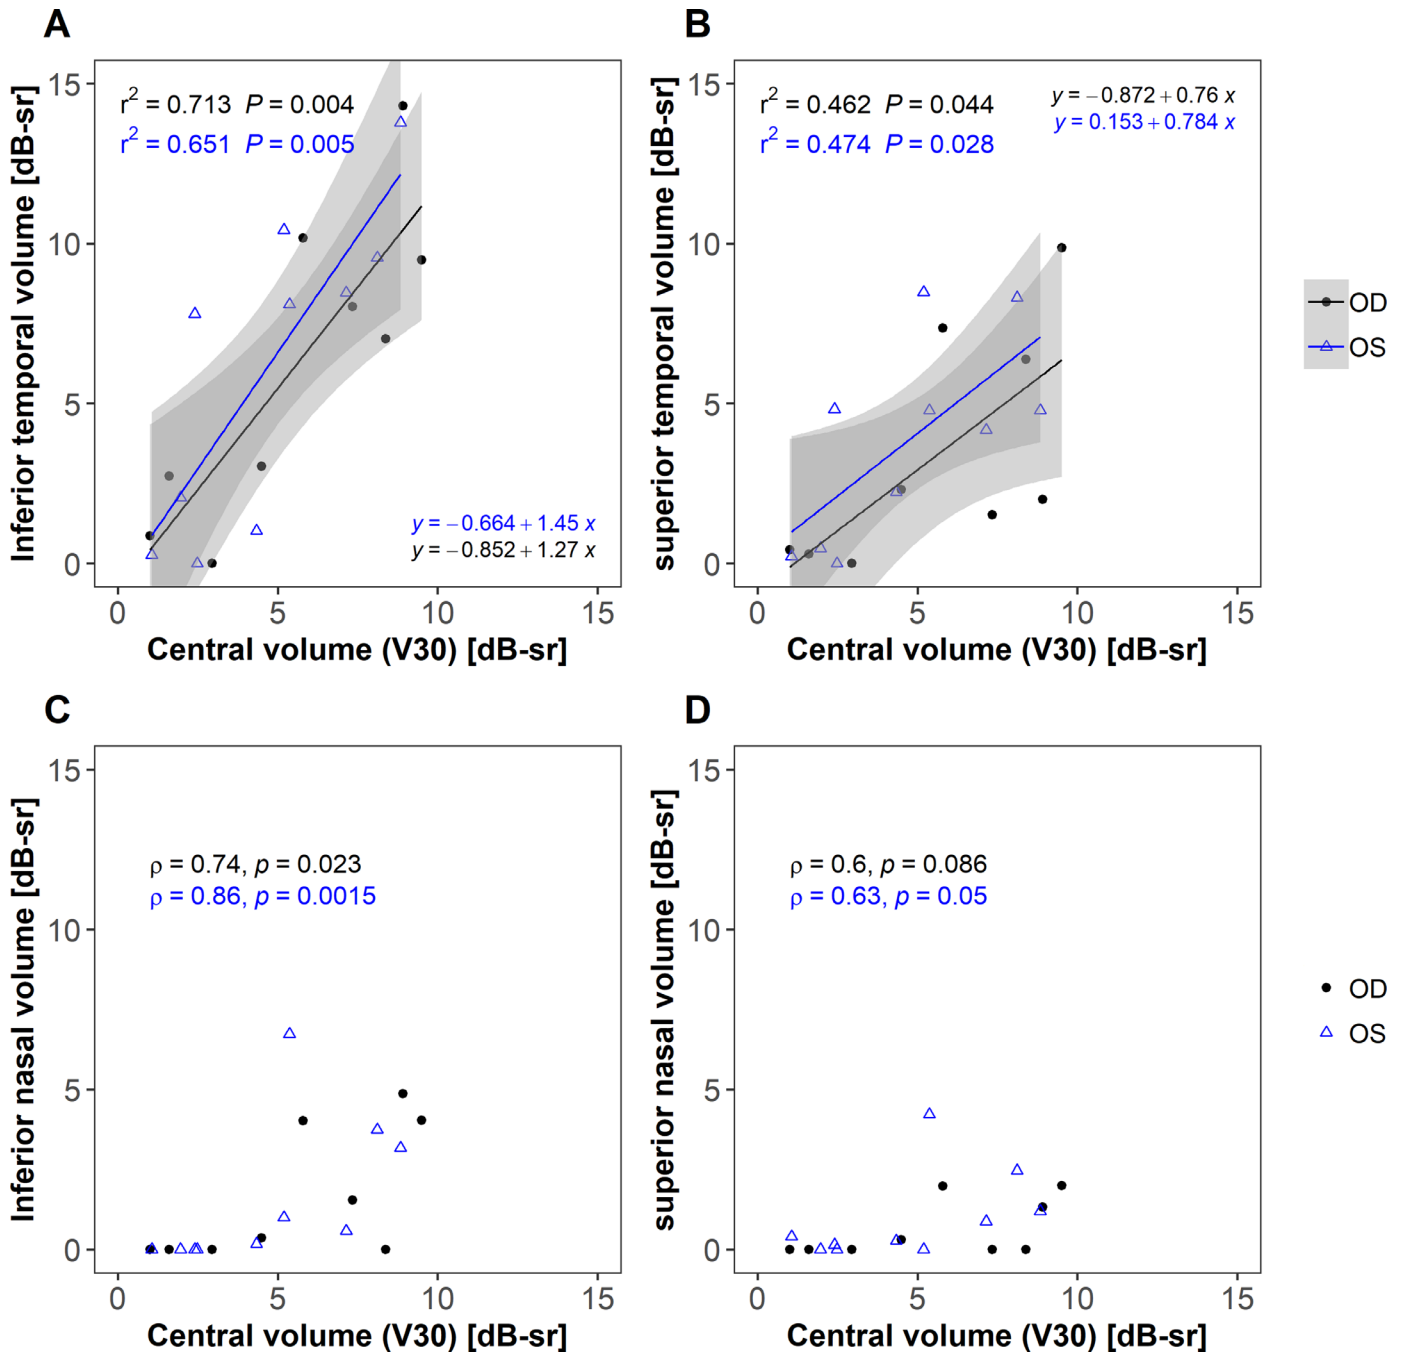 A
r² = 0.713 P = 0.004
r² = 0.651 P = 0.005
y = −0.664 + 1.45 x
y = −0.852 + 1.27 x
15
10
5
0
0 5 10 15
Inferior temporal volume [dB-sr]
Central volume (V30) [dB-sr]
B
r² = 0.462 P = 0.044
r² = 0.474 P = 0.028
y = −0.872 + 0.76 x
y = 0.153 + 0.784 x
15
10
5
0
0 5 10 15
superior temporal volume [dB-sr]
Central volume (V30) [dB-sr]
OD
OS
C
ρ = 0.74, p = 0.023
ρ = 0.86, p = 0.0015
15
10
5
0
0 5 10 15
Inferior nasal volume [dB-sr]
Central volume (V30) [dB-sr]
D
ρ = 0.6, p = 0.086
ρ = 0.63, p = 0.05
15
10
5
0
0 5 10 15
superior nasal volume [dB-sr]
Central volume (V30) [dB-sr]
OD
OS